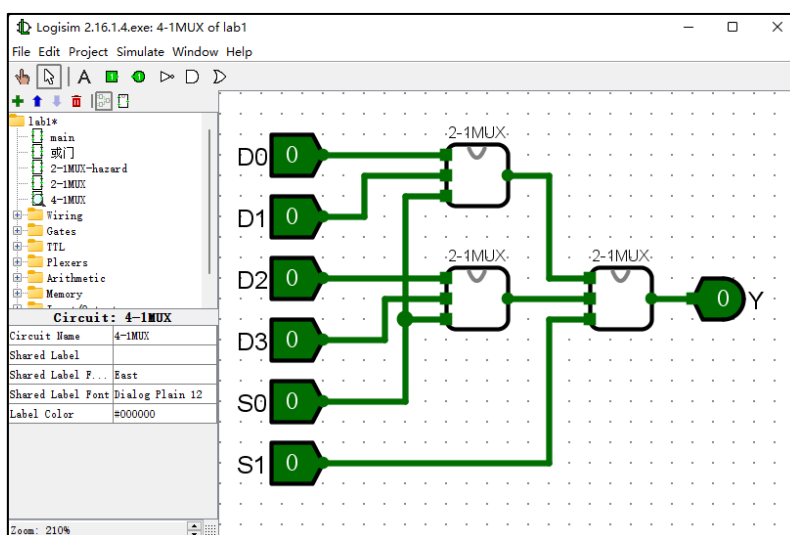 Logisim 2.16.1.4.exe: 4-1MUX of lab1
File Edit Project Simulate Window Help
A
lab1*
main
或门
2-1MUX-hazard
2-1MUX
4-1MUX
Wiring
Gates
TTL
Plexers
Arithmetic
Memory
Circuit: 4-1MUX
Circuit Name 4-1MUX
Shared Label
Shared Label F... East
Shared Label Font Dialog Plain 12
Label Color #000000
Zoom: 210%
2-1MUX
D0 0
D1 0
2-1MUX 2-1MUX
D2 0
0 Y
D3 0
S0 0
S1 0